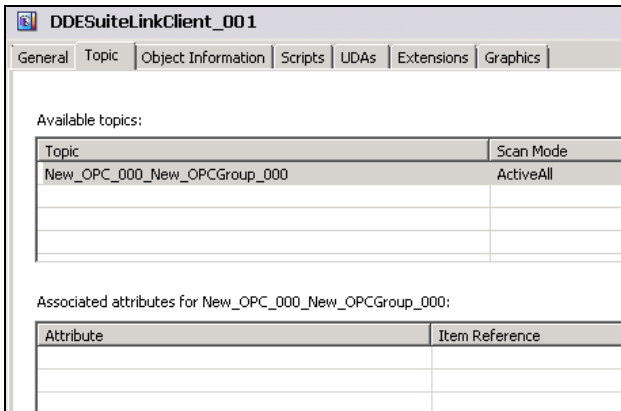 DDESuiteLinkClient_001
General Topic Object Information Scripts UDAs Extensions Graphics
Available topics:
Topic Scan Mode
New_OPC_000_New_OPCGroup_000 ActiveAll
Associated attributes for New_OPC_000_New_OPCGroup_000:
Attribute Item Reference